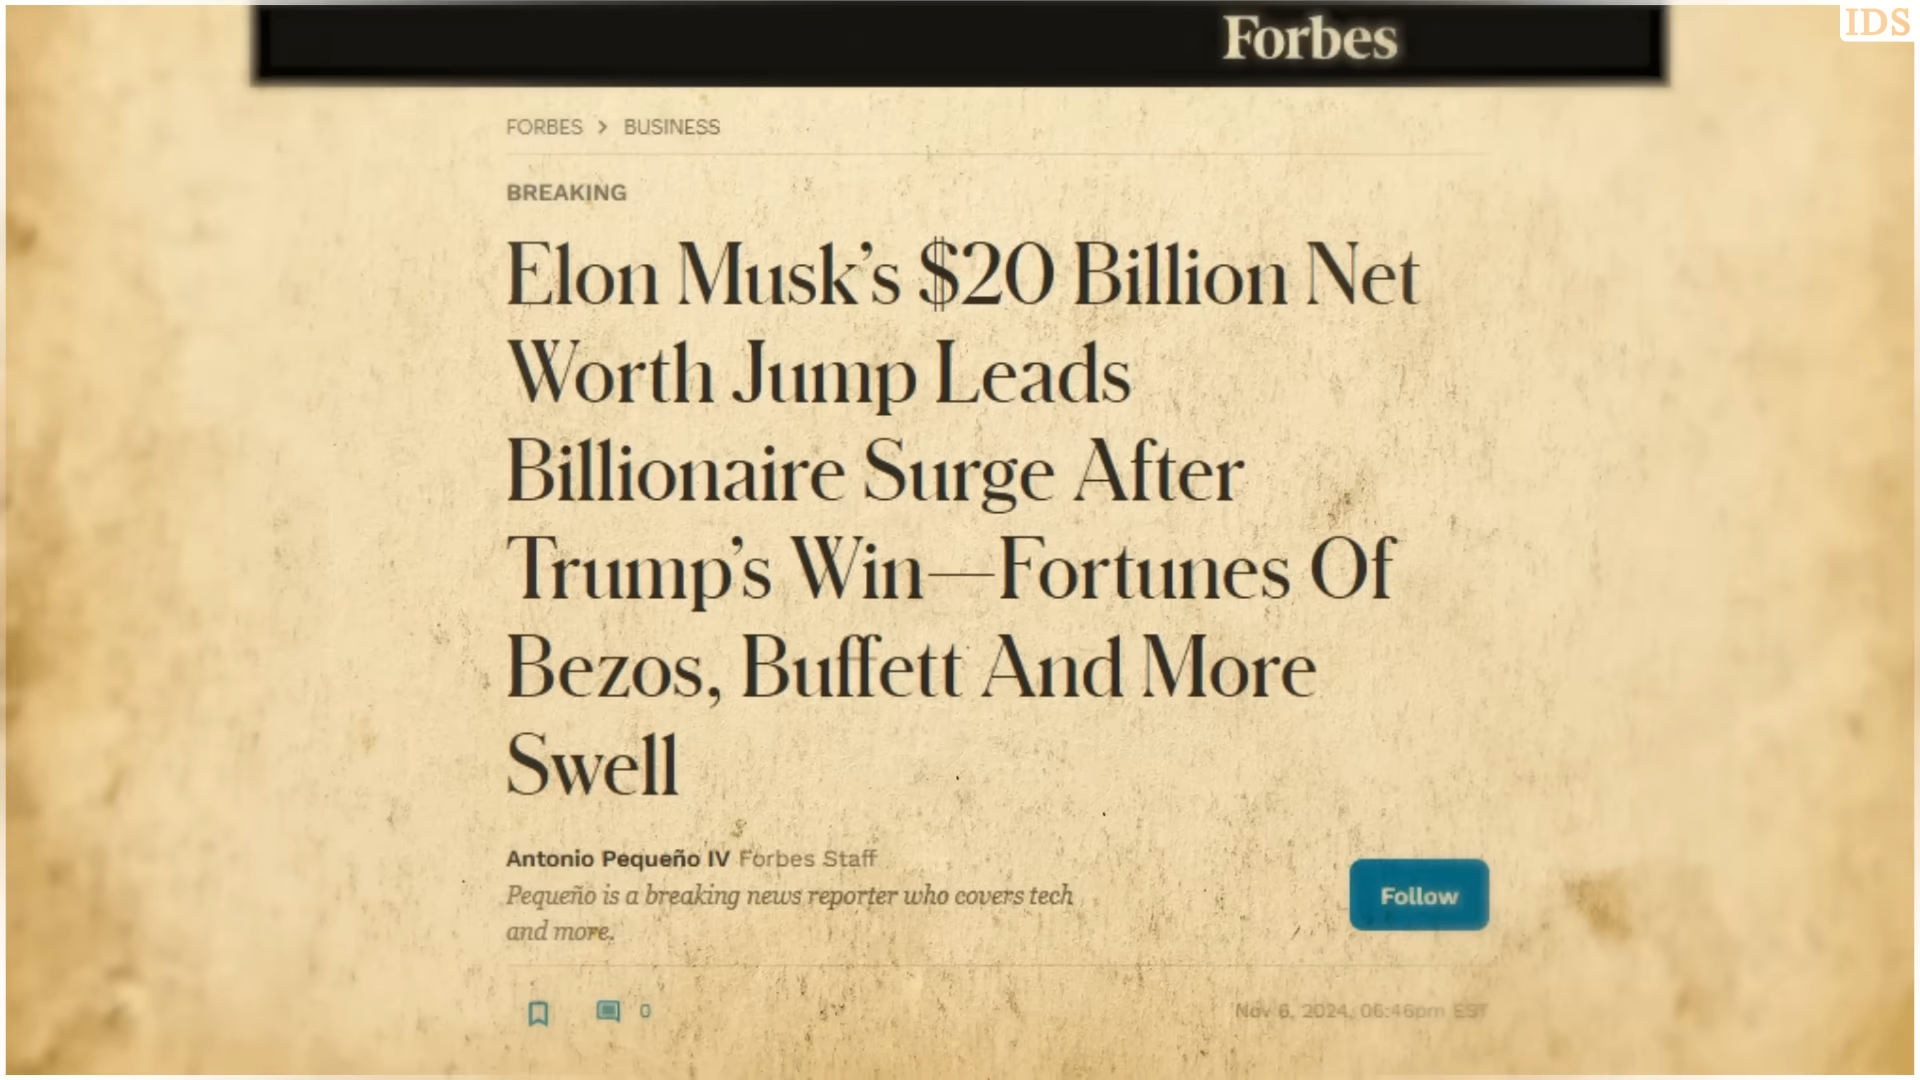 Forbes
IDS
FORBES > BUSINESS
BREAKING
Elon Musk’s $20 Billion Net
Worth Jump Leads
Billionaire Surge After
Trump’s Win—Fortunes Of
Bezos, Buffett And More
Swell
Antonio Pequeño IV Forbes Staff
Pequeño is a breaking news reporter who covers tech
and more.
Follow
0
Nov 6, 2024, 06:46pm EST